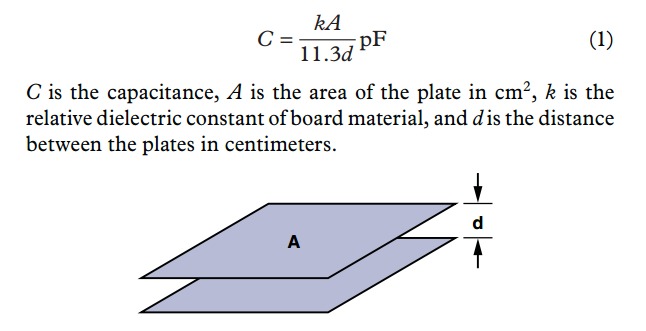 C = kA / 11.3d pF (1)
C is the capacitance, A is the area of the plate in cm², k is the
relative dielectric constant of board material, and d is the distance
between the plates in centimeters.
A
d